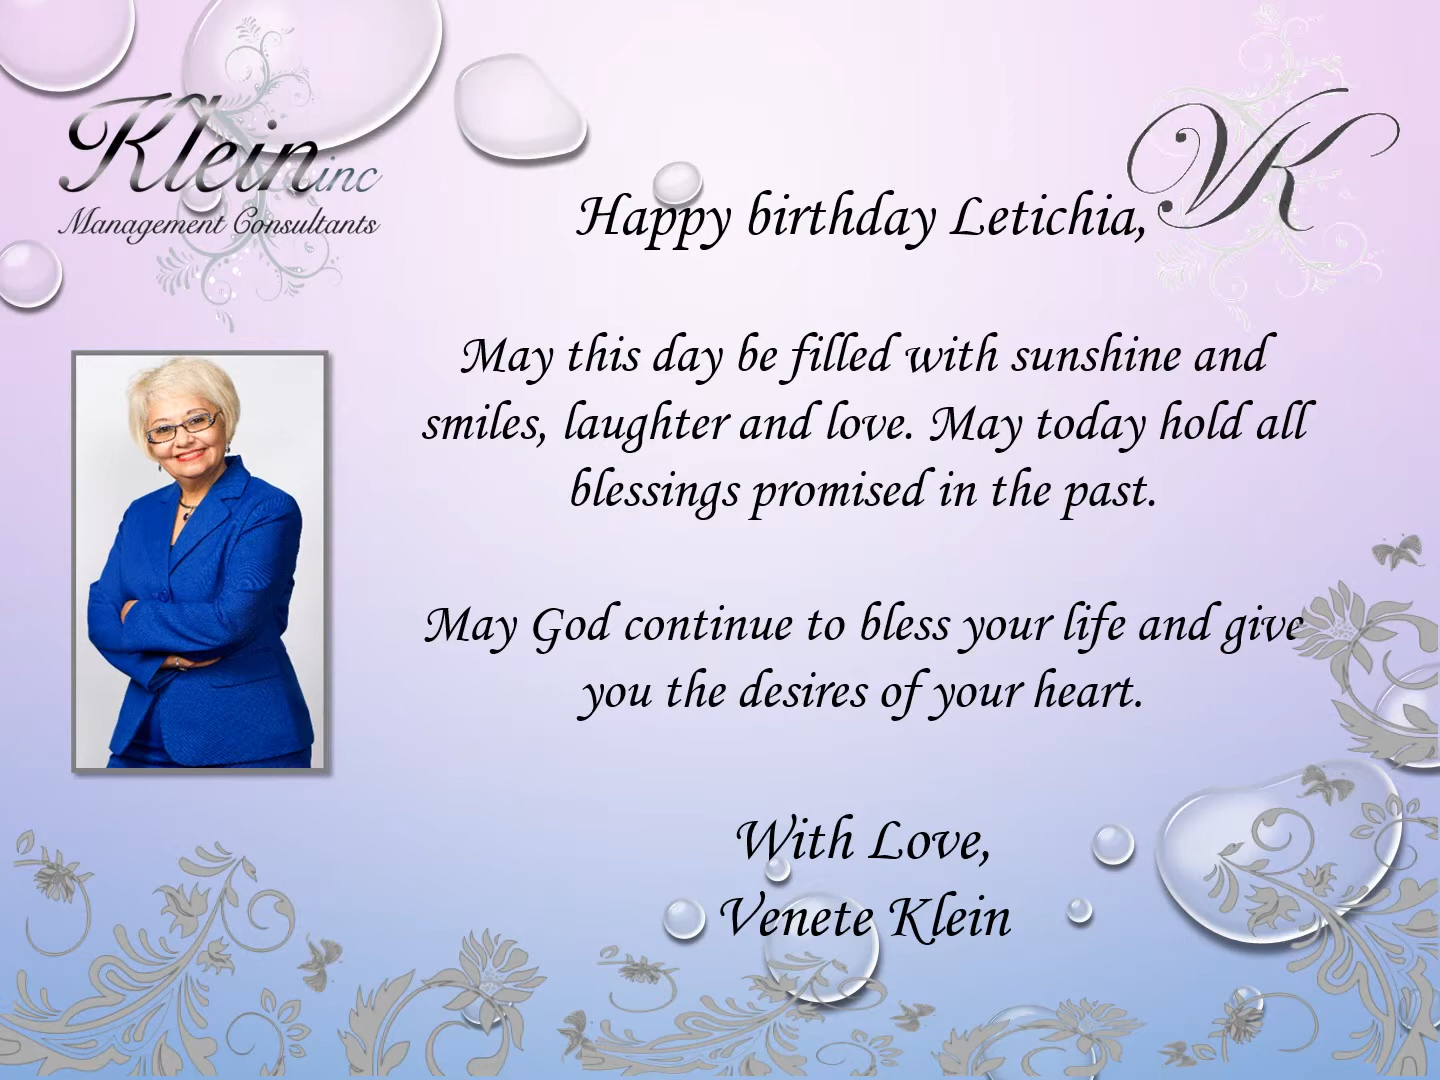 Klein inc
Management Consultants
VK
Happy birthday Letichia,
May this day be filled with sunshine and
smiles, laughter and love. May today hold all
blessings promised in the past.
May God continue to bless your life and give
you the desires of your heart.
With Love,
Venete Klein